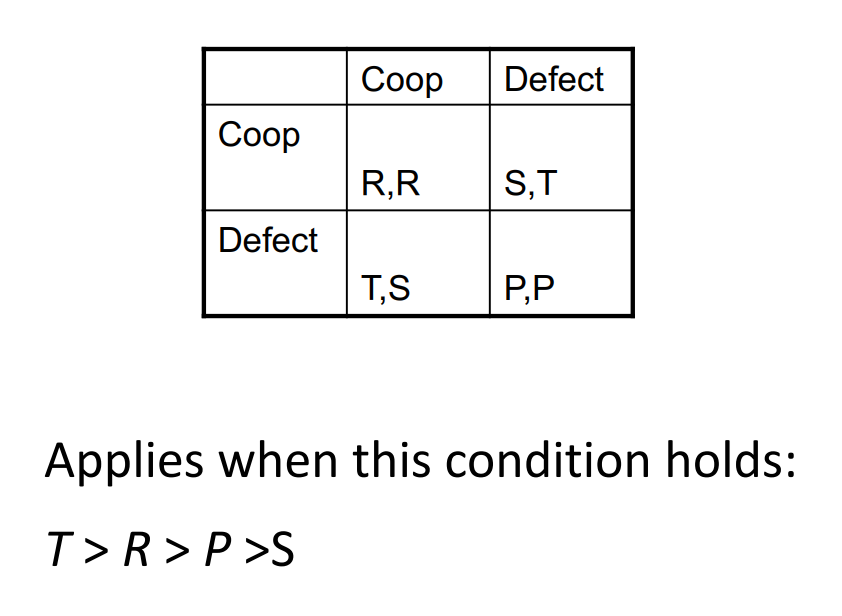 Coop Defect
Coop
R,R S,T
Defect
T,S P,P
Applies when this condition holds:
T > R > P >S